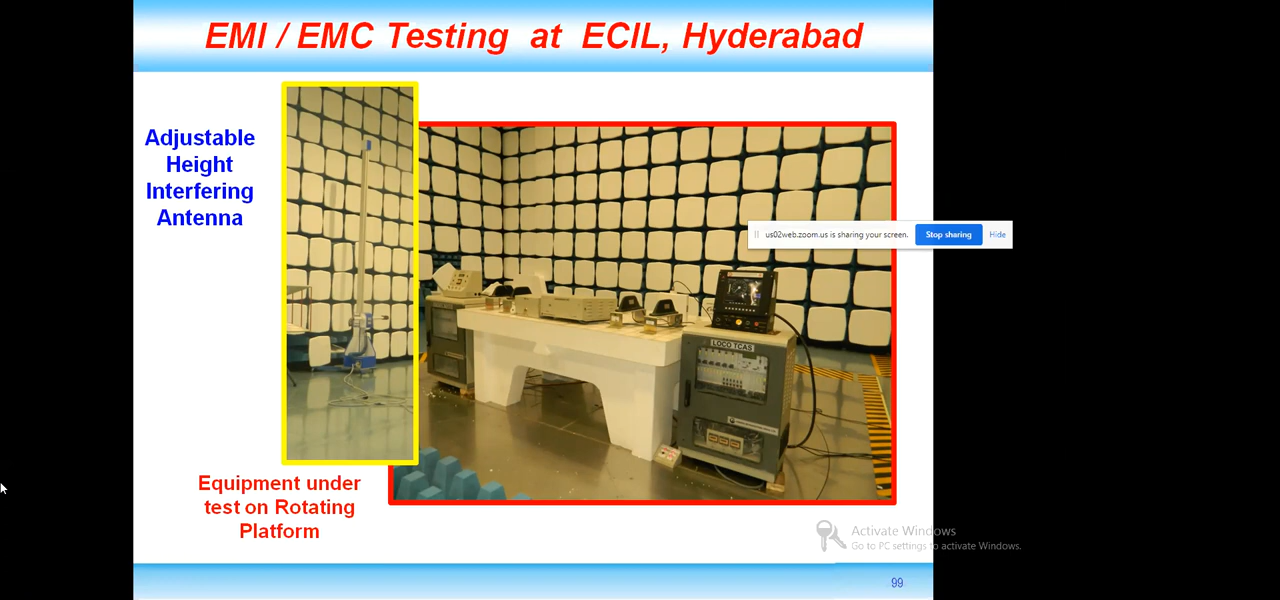 EMI / EMC Testing at ECIL, Hyderabad
Adjustable
Height
Interfering
Antenna
us02web.zoom.us is sharing your screen. Stop sharing Hide
LOCO TCAS
Equipment under
test on Rotating
Platform
Activate Windows
Go to PC settings to activate Windows.
99